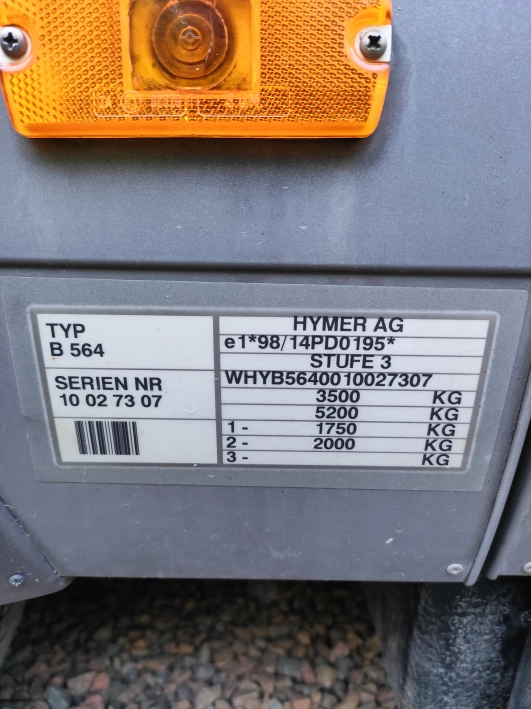 TYP
B 564
SERIEN NR
10 02 73 07
HYMER AG
e1*98/14PD0195*
STUFE 3
WHYB5640010027307
3500 KG
5200 KG
1 - 1750 KG
2 - 2000 KG
3 - KG